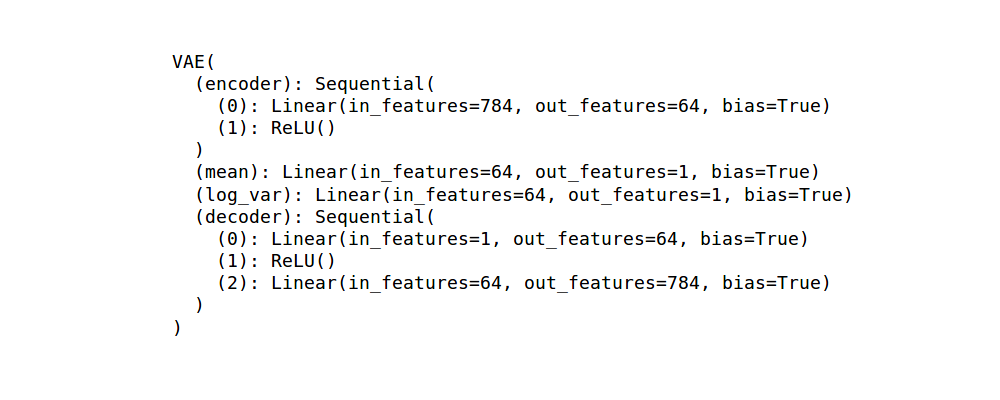 VAE(
  (encoder): Sequential(
    (0): Linear(in_features=784, out_features=64, bias=True)
    (1): ReLU()
  )
  (mean): Linear(in_features=64, out_features=1, bias=True)
  (log_var): Linear(in_features=64, out_features=1, bias=True)
  (decoder): Sequential(
    (0): Linear(in_features=1, out_features=64, bias=True)
    (1): ReLU()
    (2): Linear(in_features=64, out_features=784, bias=True)
  )
)